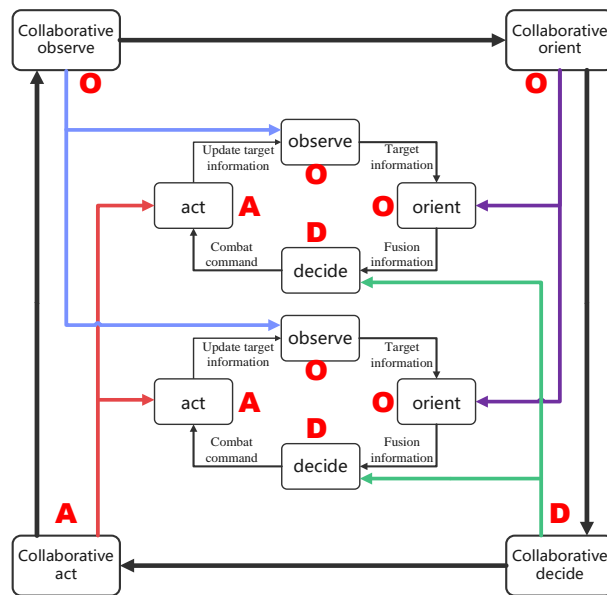 Collaborative
observe
Collaborative
orient
O
O
Update target
information
observe
Target
information
O
act
A
O
orient
D
Combat
command
decide
Fusion
information
Update target
information
observe
Target
information
O
act
A
O
orient
D
Combat
command
decide
Fusion
information
A
D
Collaborative
act
Collaborative
decide